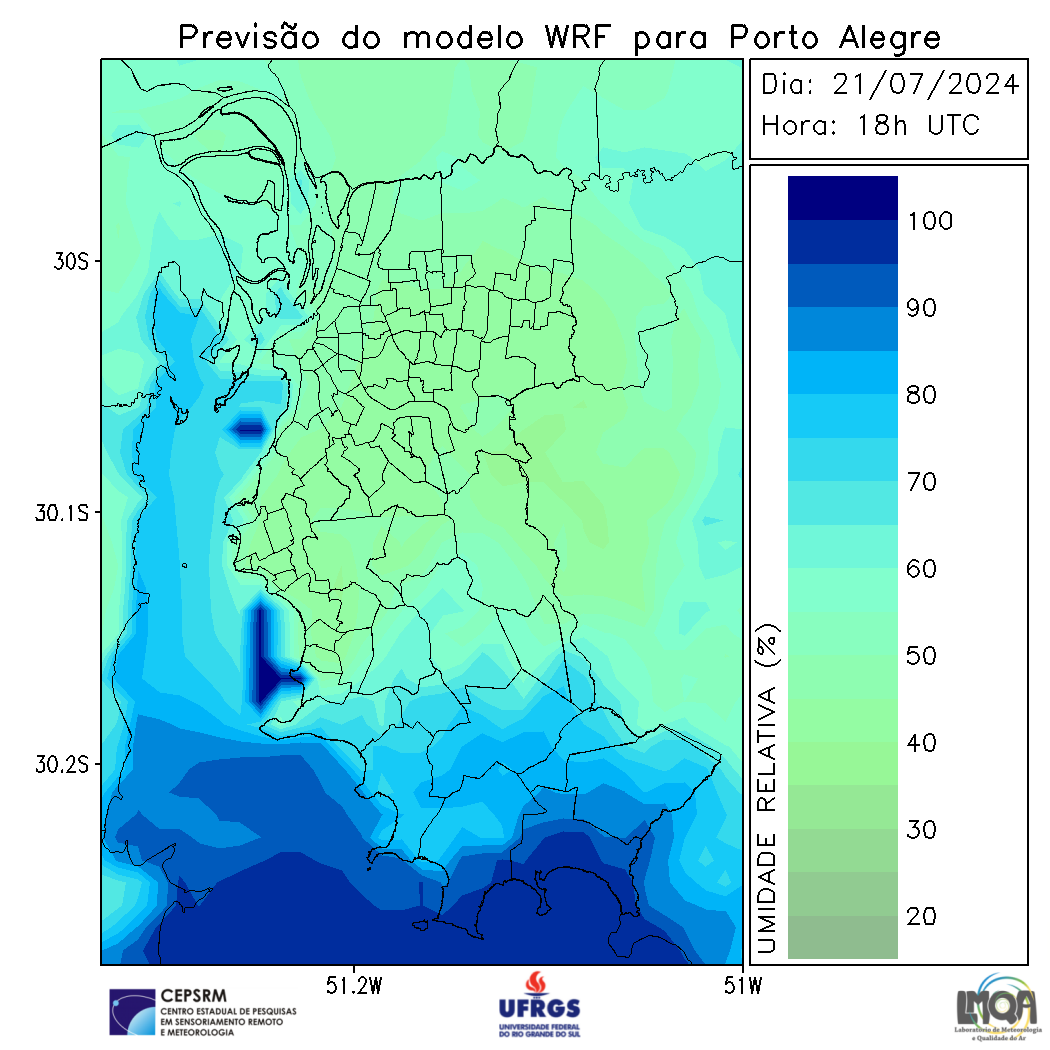 Previsão do modelo WRF para Porto Alegre
Dia: 21/07/2024
Hora: 18h UTC
30S
30.1S
30.2S
51.2W
51W
100
90
80
70
60
50
40
30
20
UMIDADE RELATIVA (%)
CEPSRM
CENTRO ESTADUAL DE PESQUISAS
EM SENSORIAMENTO REMOTO
E METEOROLOGIA
UFRGS
UNIVERSIDADE FEDERAL
DO RIO GRANDE DO SUL
LMQA
Laboratório de Meteorologia
e Qualidade do Ar